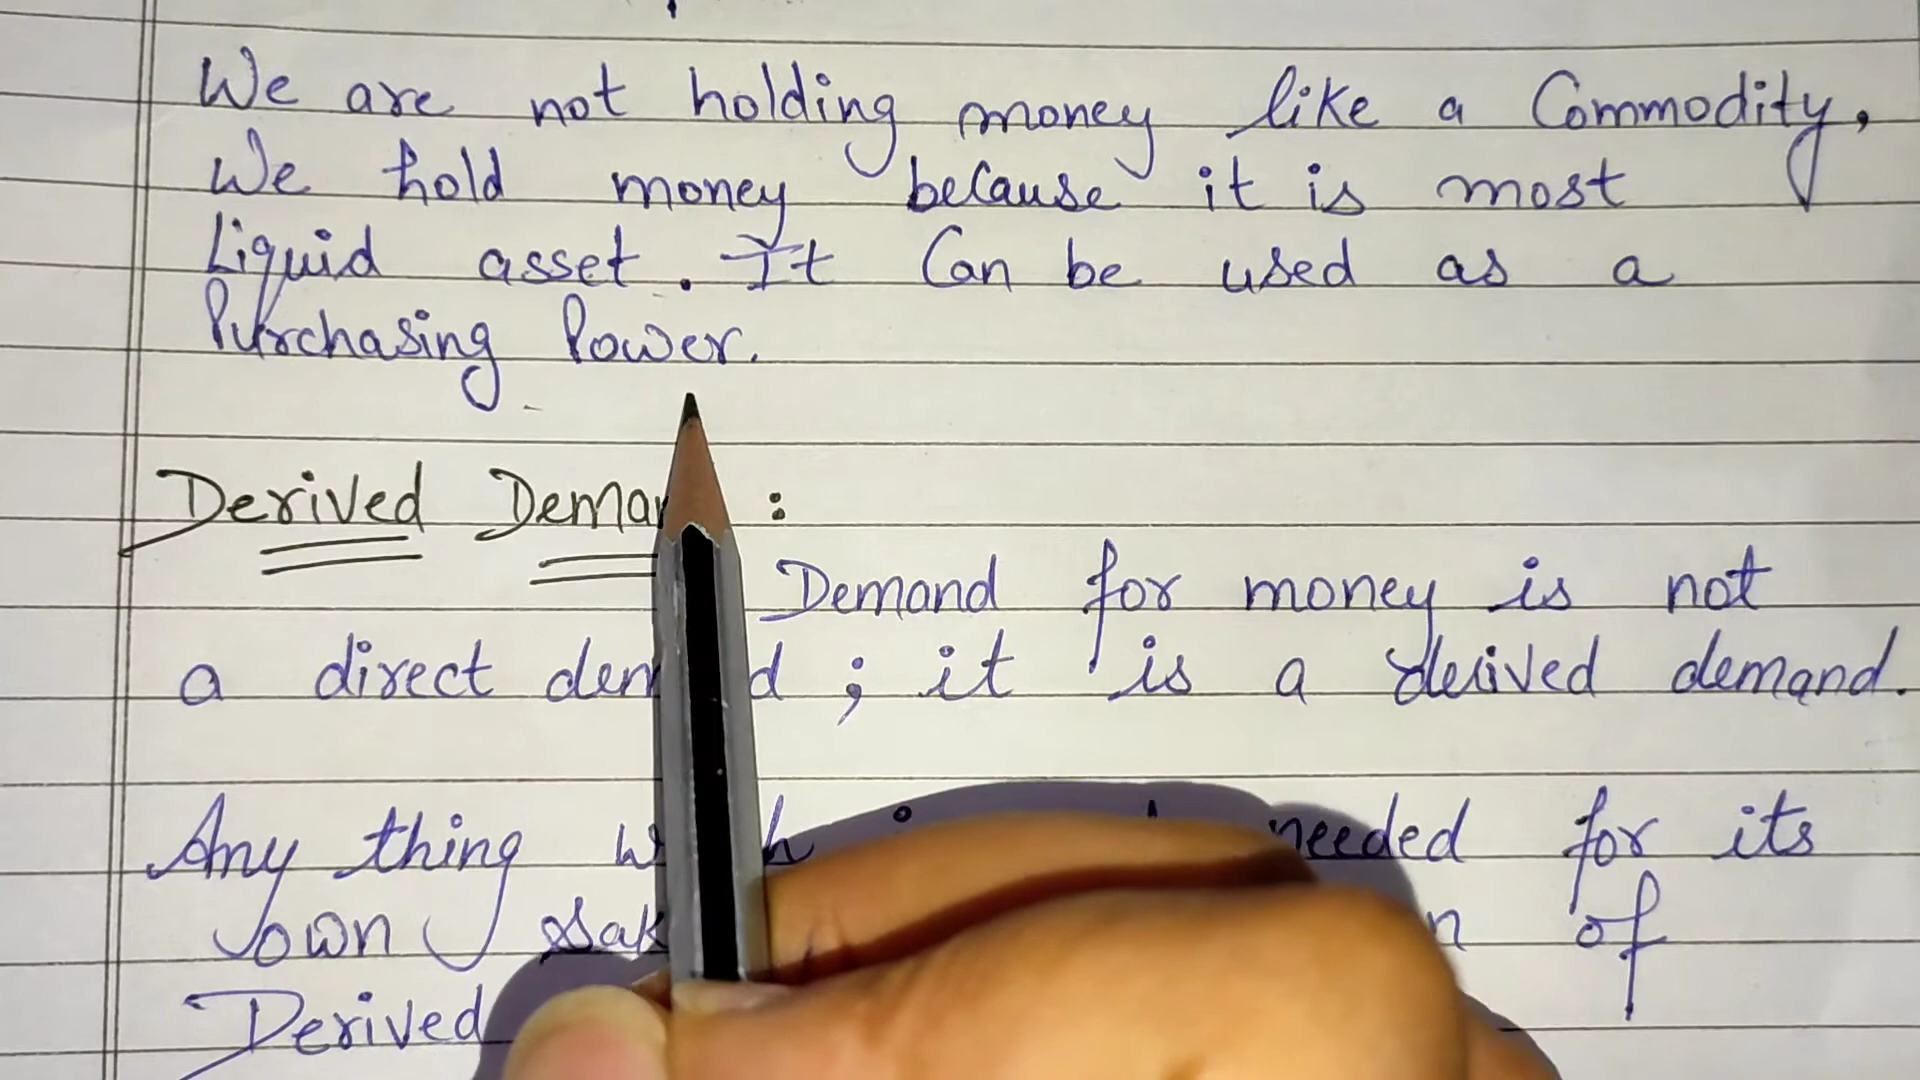 We are not holding money like a Commodity,
We hold money because it is most
Liquid asset. It Can be used as a
Purchasing Power.
Derived :
Demand for money is not
a direct ; it is a derived demand.
Any thing needed for its
own of
Derived